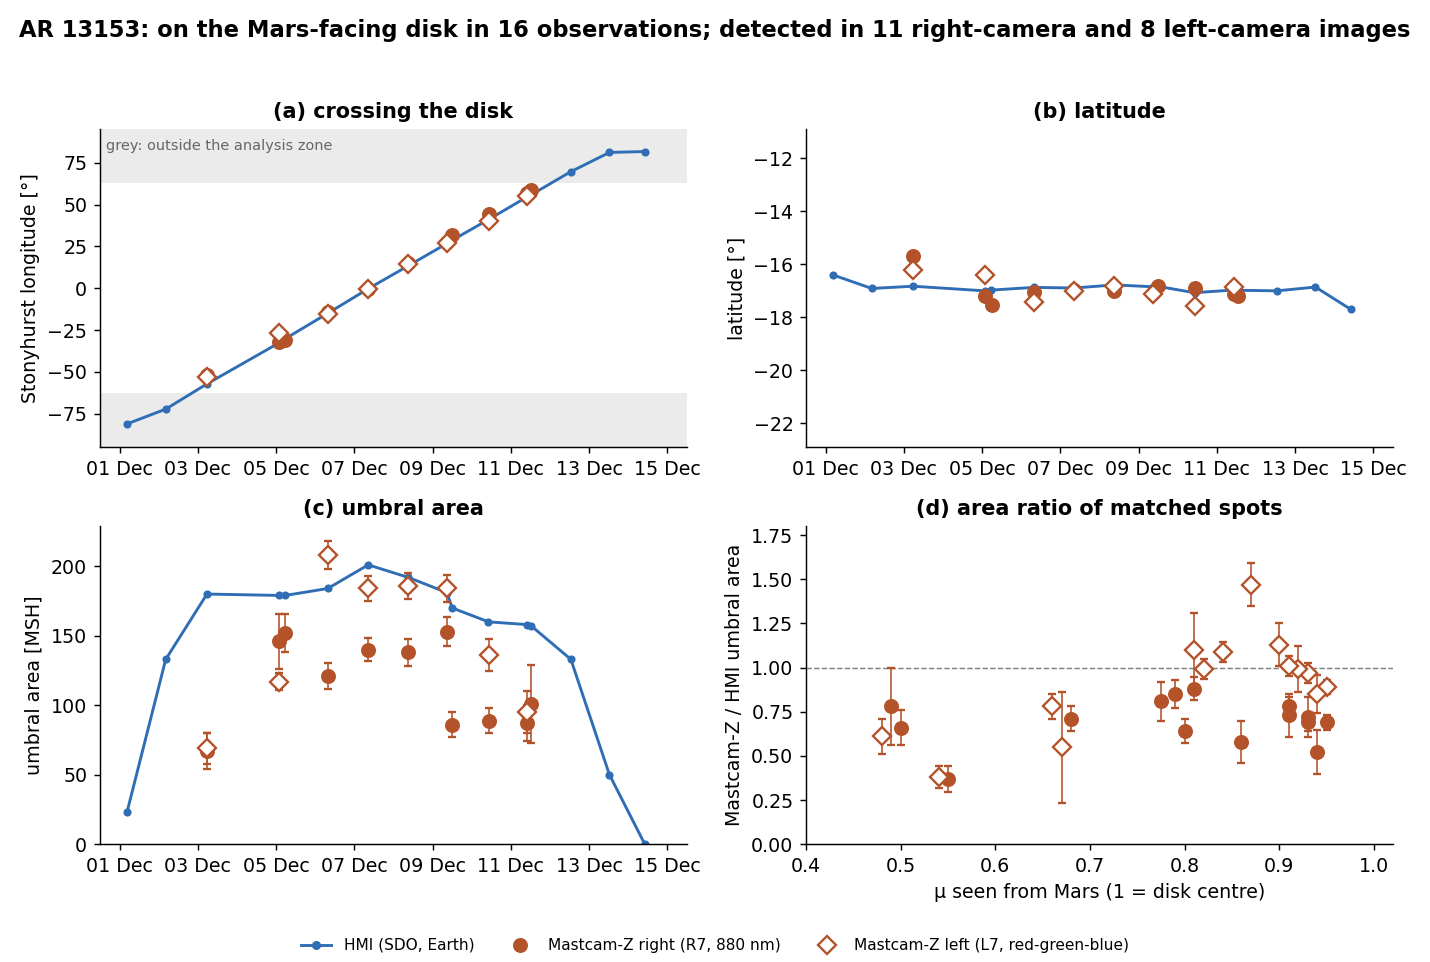 AR 13153: on the Mars-facing disk in 16 observations; detected in 11 right-camera and 8 left-camera images
(a) crossing the disk
grey: outside the analysis zone
Stonyhurst longitude [°]
75
50
25
0
−25
−50
−75
01 Dec 03 Dec 05 Dec 07 Dec 09 Dec 11 Dec 13 Dec 15 Dec
(b) latitude
latitude [°]
−12
−14
−16
−18
−20
−22
01 Dec 03 Dec 05 Dec 07 Dec 09 Dec 11 Dec 13 Dec 15 Dec
(c) umbral area
umbral area [MSH]
200
150
100
50
0
01 Dec 03 Dec 05 Dec 07 Dec 09 Dec 11 Dec 13 Dec 15 Dec
(d) area ratio of matched spots
Mastcam-Z / HMI umbral area
1.75
1.50
1.25
1.00
0.75
0.50
0.25
0.00
0.4 0.5 0.6 0.7 0.8 0.9 1.0
μ seen from Mars (1 = disk centre)
HMI (SDO, Earth) Mastcam-Z right (R7, 880 nm) Mastcam-Z left (L7, red-green-blue)